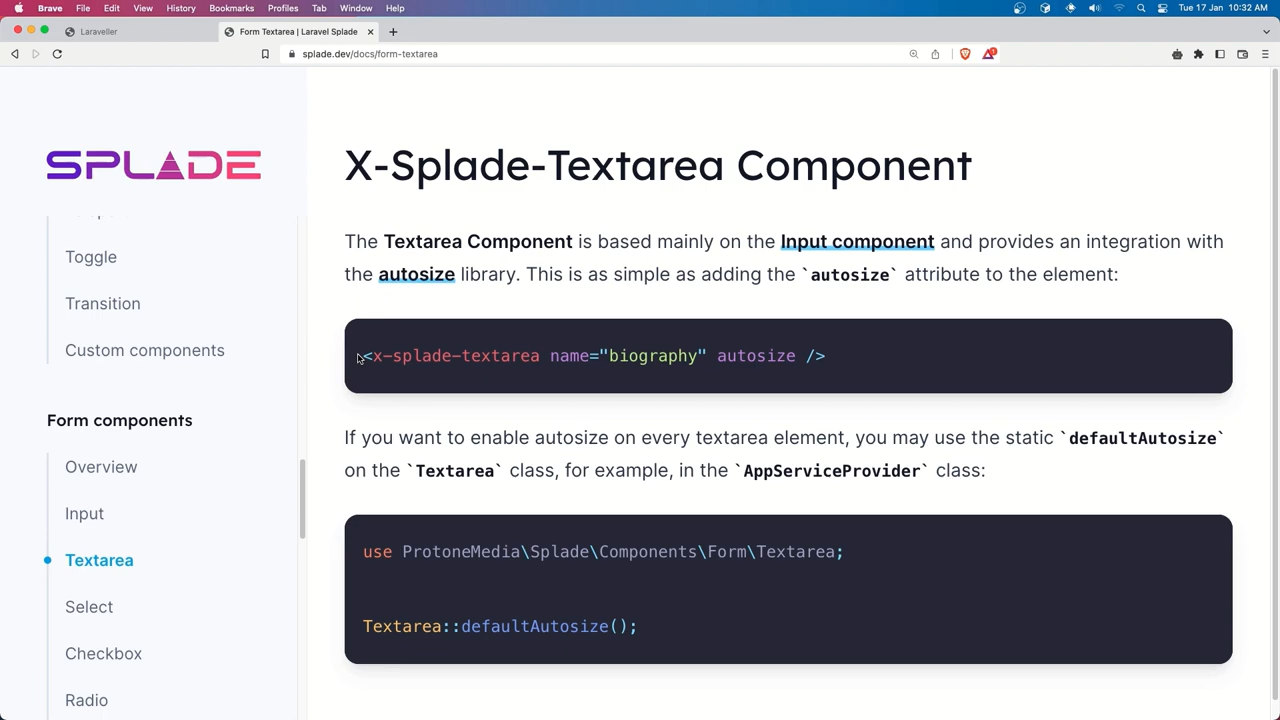 Brave File Edit View History Bookmarks Profiles Tab Window Help Tue 17 Jan 10:32 AM
Laraveller Form Textarea | Laravel Splade
splade.dev/docs/form-textarea
SPLADE
Toggle
Transition
Custom components
Form components
Overview
Input
Textarea
Select
Checkbox
Radio
X-Splade-Textarea Component
The Textarea Component is based mainly on the Input component and provides an integration with
the autosize library. This is as simple as adding the `autosize` attribute to the element:
<x-splade-textarea name="biography" autosize />
If you want to enable autosize on every textarea element, you may use the static `defaultAutosize`
on the `Textarea` class, for example, in the `AppServiceProvider` class:
use ProtoneMedia\Splade\Components\Form\Textarea;
Textarea::defaultAutosize();